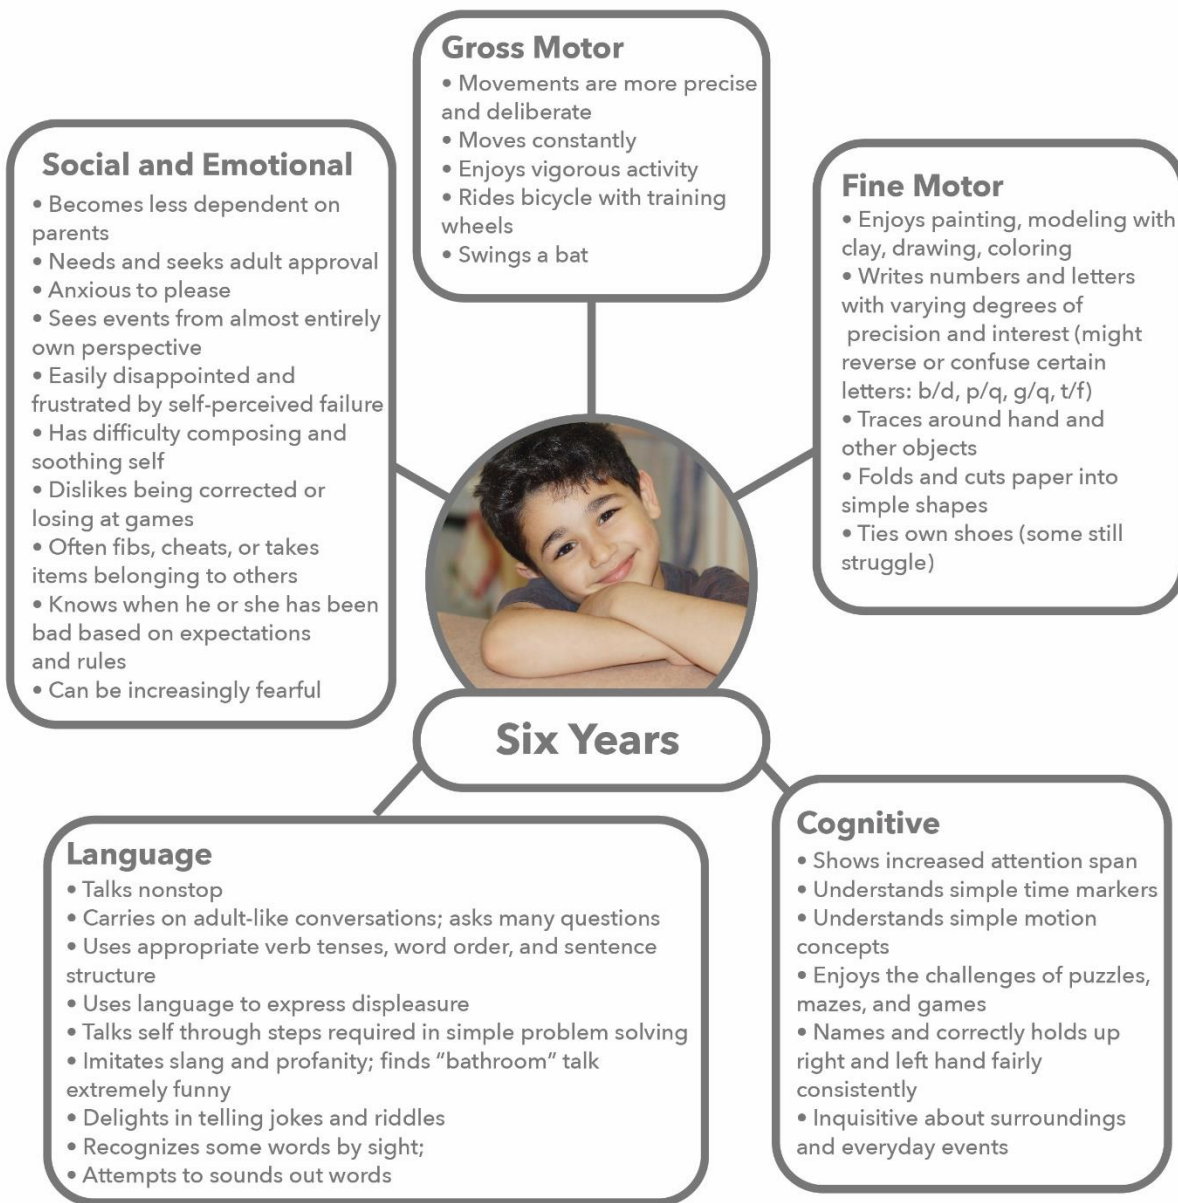 Gross Motor
• Movements are more precise
and deliberate
• Moves constantly
• Enjoys vigorous activity
• Rides bicycle with training
wheels
• Swings a bat
Social and Emotional
• Becomes less dependent on
parents
• Needs and seeks adult approval
• Anxious to please
• Sees events from almost entirely
own perspective
• Easily disappointed and
frustrated by self-perceived failure
• Has difficulty composing and
soothing self
• Dislikes being corrected or
losing at games
• Often fibs, cheats, or takes
items belonging to others
• Knows when he or she has been
bad based on expectations
and rules
• Can be increasingly fearful
Fine Motor
• Enjoys painting, modeling with
clay, drawing, coloring
• Writes numbers and letters
with varying degrees of
precision and interest (might
reverse or confuse certain
letters: b/d, p/q, g/q, t/f)
• Traces around hand and
other objects
• Folds and cuts paper into
simple shapes
• Ties own shoes (some still
struggle)
Six Years
Language
• Talks nonstop
• Carries on adult-like conversations; asks many questions
• Uses appropriate verb tenses, word order, and sentence
structure
• Uses language to express displeasure
• Talks self through steps required in simple problem solving
• Imitates slang and profanity; finds “bathroom” talk
extremely funny
• Delights in telling jokes and riddles
• Recognizes some words by sight;
• Attempts to sounds out words
Cognitive
• Shows increased attention span
• Understands simple time markers
• Understands simple motion
concepts
• Enjoys the challenges of puzzles,
mazes, and games
• Names and correctly holds up
right and left hand fairly
consistently
• Inquisitive about surroundings
and everyday events